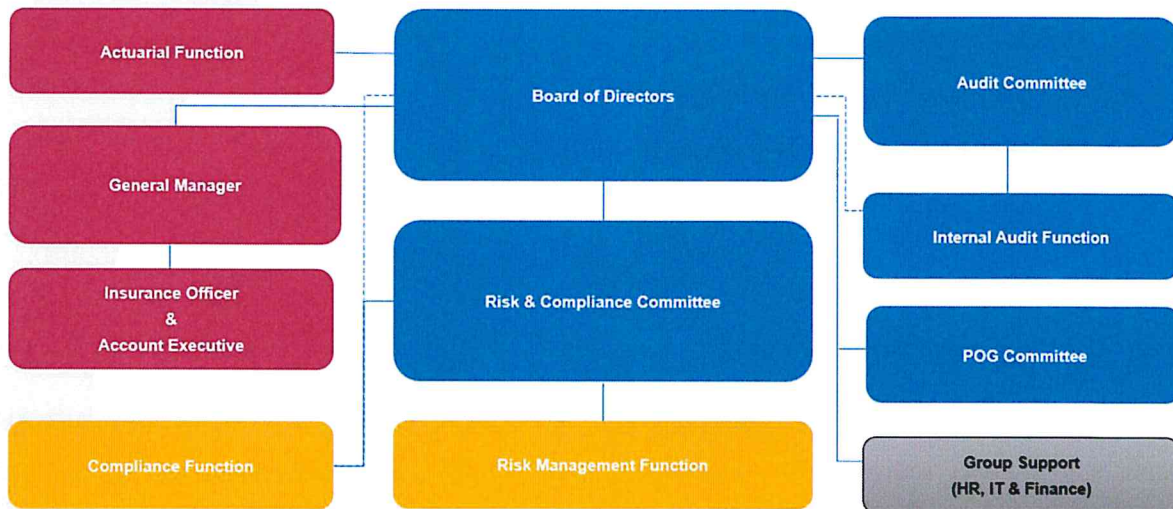 Actuarial Function
Board of Directors
Audit Committee
General Manager
Internal Audit Function
Insurance Officer
&
Account Executive
Risk & Compliance Committee
POG Committee
Compliance Function
Risk Management Function
Group Support
(HR, IT & Finance)